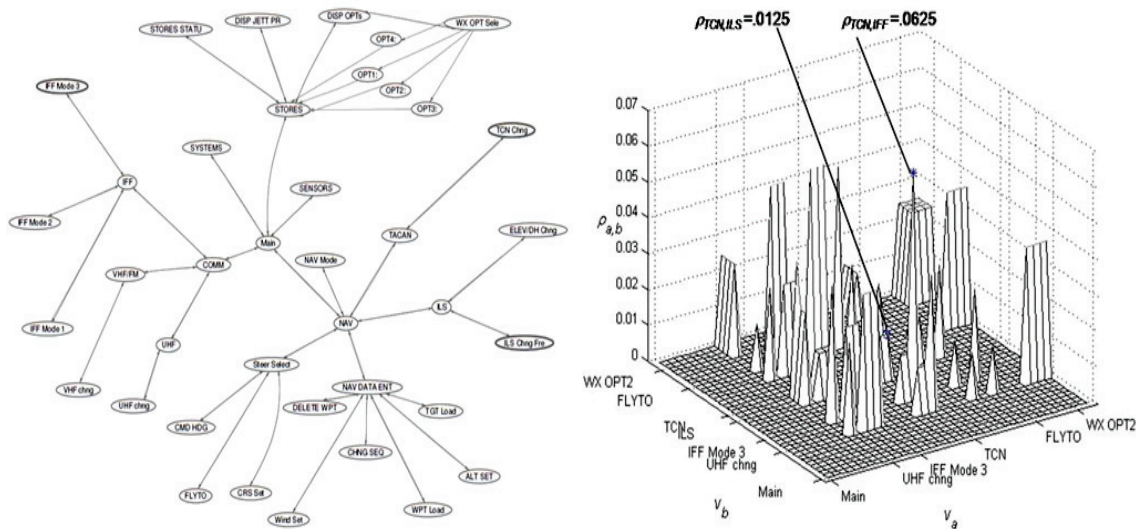 DISP OPTs
WX OPT Sele
DISP JETT PR
STORES STATU
OPT4:
OPT1:
OPT2:
OPT3:
STORES
IFF Mode 3
TCN Chng
SYSTEMS
SENSORS
IFF
IFF Mode 2
ELEV/DH Chng
TACAN
Main
NAV Mode
COMM
VHF/FM
ILS
NAV
IFF Mode 1
UHF
ILS Chng Fre
Steer Select
VHF chng
UHF chng
NAV DATA ENT
DELETE WPT
TGT Load
CMD HDG
CHNG SEQ
ALT SET
FLYTO
CRS Set
Wind Set
WPT Load
ρTCN,ILS=.0125
ρTCN,IFF=.0625
0.07
0.06
0.05
0.04
0.03
0.02
0.01
0
ρa,b
WX OPT2
FLYTO
TCN
ILS
IFF Mode 3
UHF chng
Main
Vb
Main
UHF chng
IFF Mode 3
TCN
FLYTO
WX OPT2
Va